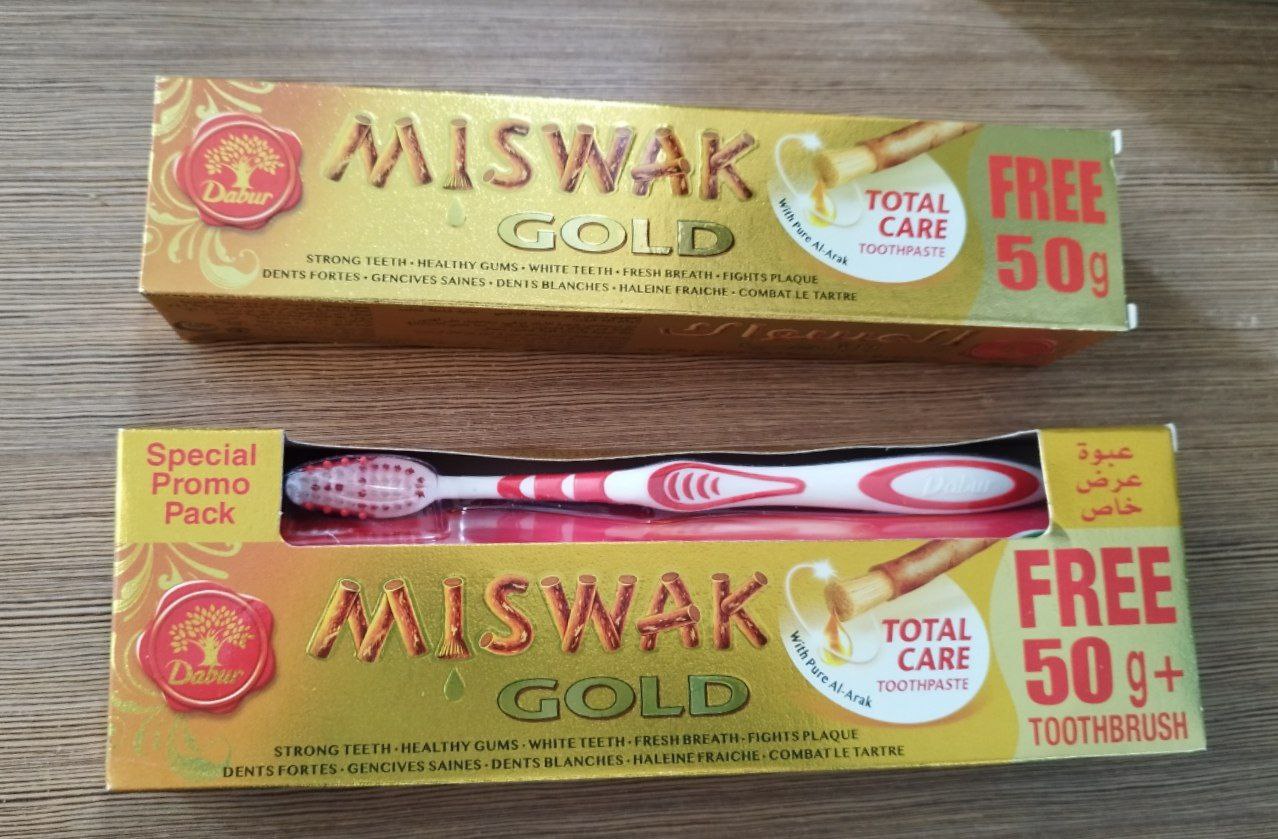 Dabur
MISWAK
GOLD
With Pure Al-Arak
TOTAL
CARE
TOOTHPASTE
FREE
50g
STRONG TEETH • HEALTHY GUMS • WHITE TEETH • FRESH BREATH • FIGHTS PLAQUE
DENTS FORTES • GENCIVES SAINES • DENTS BLANCHES • HALEINE FRAICHE • COMBAT LE TARTRE
Special
Promo
Pack
Dabur
عبوة
عرض
خاص
Dabur
MISWAK
GOLD
With Pure Al-Arak
TOTAL
CARE
TOOTHPASTE
FREE
50 g+
TOOTHBRUSH
STRONG TEETH • HEALTHY GUMS • WHITE TEETH • FRESH BREATH • FIGHTS PLAQUE
DENTS FORTES • GENCIVES SAINES • DENTS BLANCHES • HALEINE FRAICHE • COMBAT LE TARTRE